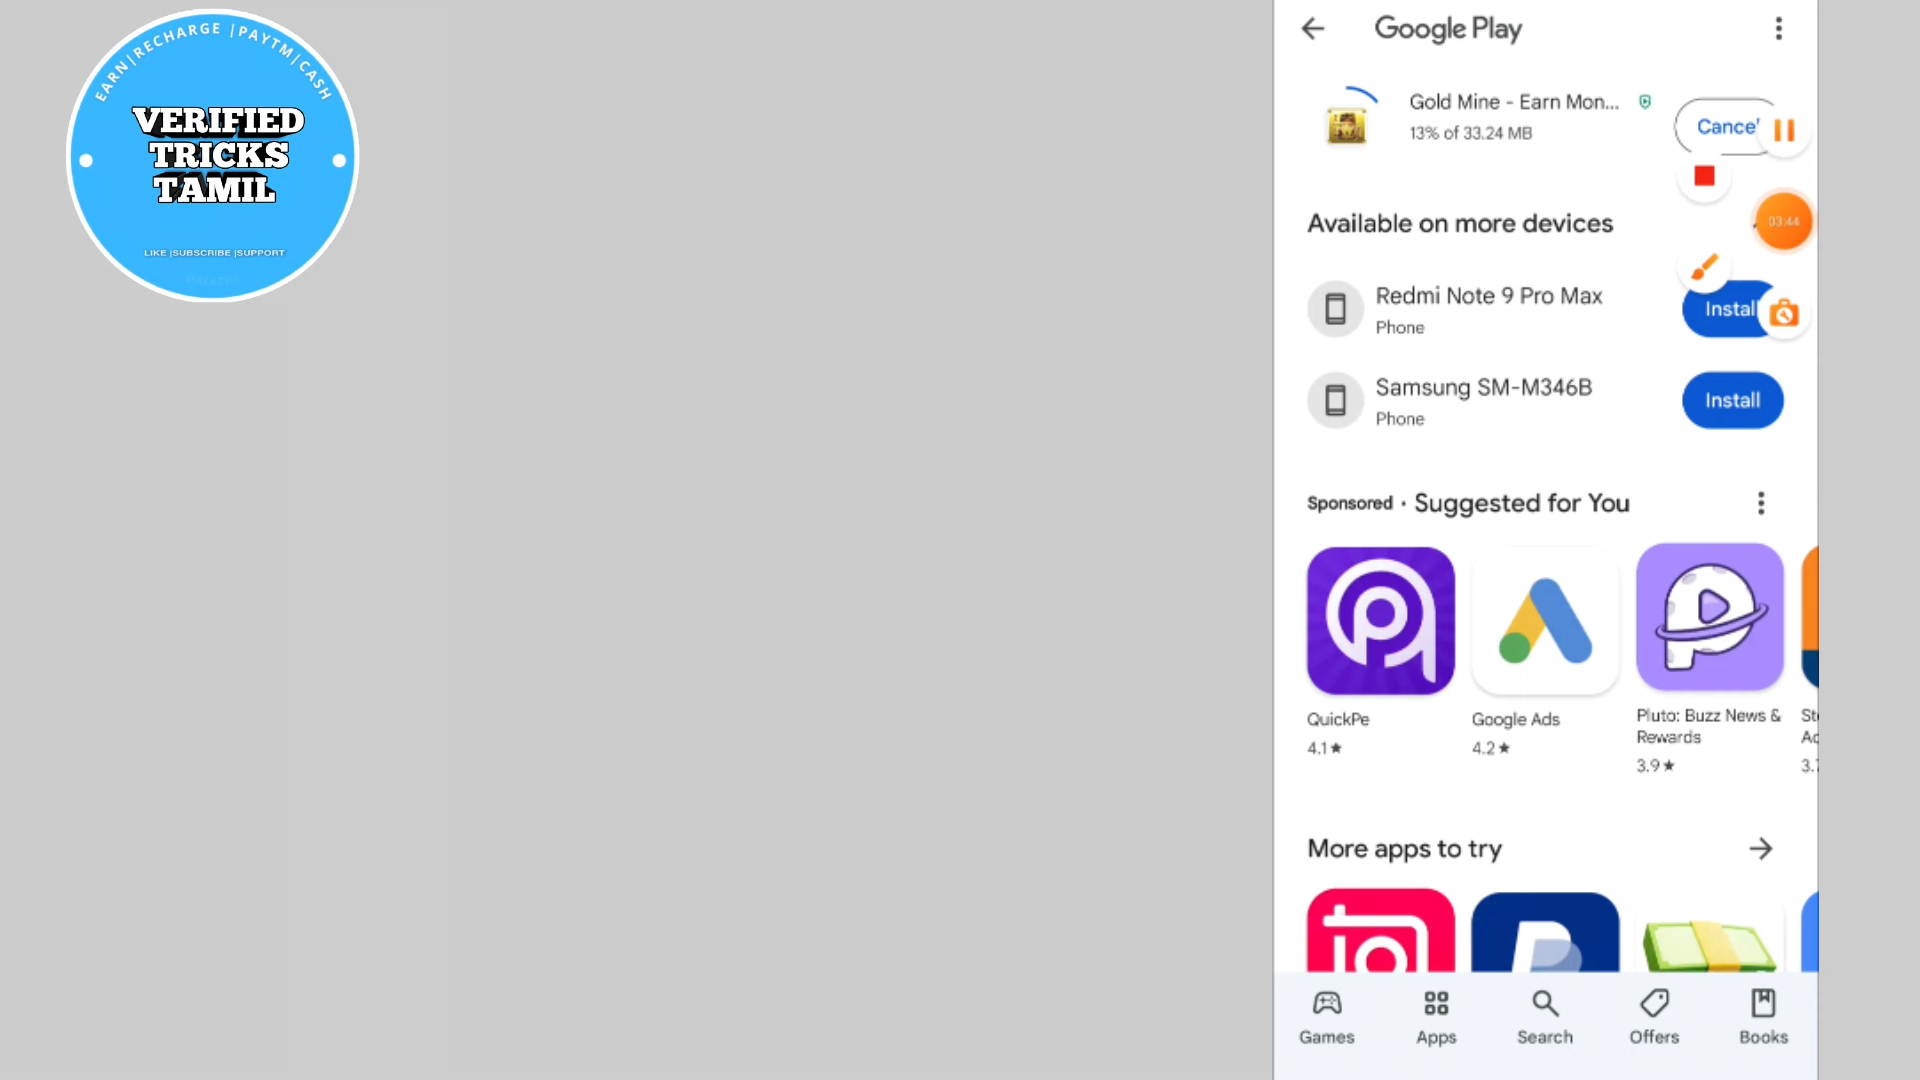 EARN|RECHARGE |PAYTM|CASH
VERIFIED
TRICKS
TAMIL
LIKE |SUBSCRIBE |SUPPORT
Google Play
Gold Mine - Earn Mon...
13% of 33.24 MB
Cancel
03:44
Available on more devices
Redmi Note 9 Pro Max
Phone
Install
Samsung SM-M346B
Phone
Install
Sponsored · Suggested for You
QuickPe
4.1★
Google Ads
4.2★
Pluto: Buzz News &
Rewards
3.9★
Games
Apps
Search
Offers
Books
More apps to try